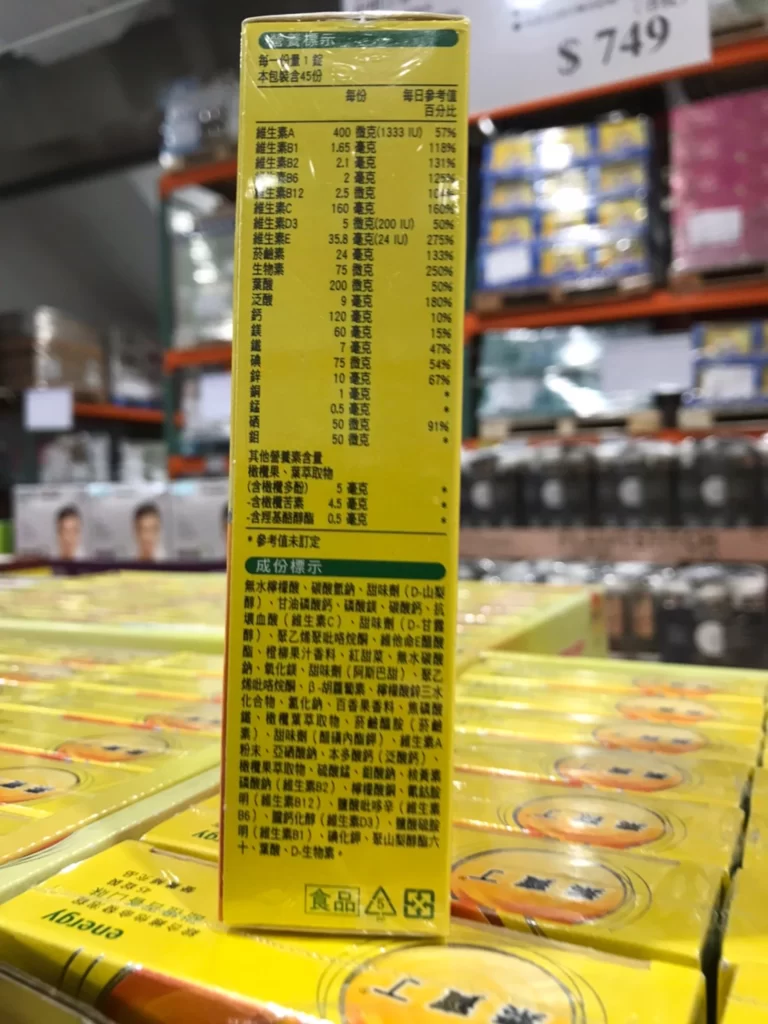 $ 749
營養標示
每一份量 1 錠
本包裝含45份
每份 每日參考值
百分比
維生素A 400 微克(1333 IU) 57%
維生素B1 1.65 毫克 118%
維生素B2 2.1 毫克 131%
維生素B6 2 毫克 125%
維生素B12 2.5 微克 104%
維生素C 160 毫克 160%
維生素D3 5 微克(200 IU) 50%
維生素E 35.8 毫克(24 IU) 275%
菸鹼素 24 毫克 133%
生物素 75 微克 250%
葉酸 200 微克 50%
泛酸 9 毫克 180%
鈣 120 毫克 10%
鎂 60 毫克 15%
鐵 7 毫克 47%
碘 75 微克 54%
鋅 10 毫克 67%
銅 1 毫克 *
錳 0.5 毫克 *
硒 50 微克 91%
鉬 50 微克 *
其他營養素含量
橄欖果、葉萃取物
(含橄欖多酚) 5 毫克 *
-含橄欖苦素 4.5 毫克 *
-含羥基酪醇酯 0.5 毫克 *
* 參考值未訂定
成份標示
無水檸檬酸、碳酸氫鈉、甜味劑(D-山梨
醇)、甘油磷酸鈣、磷酸鎂、碳酸鈣、抗
壞血酸(維生素C)、甜味劑(D-甘露
醇)、聚乙烯聚吡咯烷酮、維他命E醋酸
酯、橙柳果汁香料、紅甜菜、無水碳酸
鈉、氧化鎂、甜味劑(阿斯巴甜)、聚乙
烯吡咯烷酮、β-胡蘿蔔素、檸檬酸鋅三水
化合物、氯化鈉、百香果香料、焦磷酸
鐵、橄欖葉萃取物、菸鹼醯胺(菸鹼
素)、甜味劑(醋磺內酯鉀)、維生素A
粉末、亞硒酸鈉、本多酸鈣(泛酸鈣)、
橄欖果萃取物、硫酸錳、鉬酸鈉、核黃素
磷酸鈉(維生素B2)、檸檬酸銅、氰鈷胺
明(維生素B12)、鹽酸吡哆辛(維生素
B6)、膽鈣化醇(維生素D3)、鹽酸硫胺
明(維生素B1)、碘化鉀、聚山梨醇酯六
十、葉酸、D-生物素。
食品 5
energy